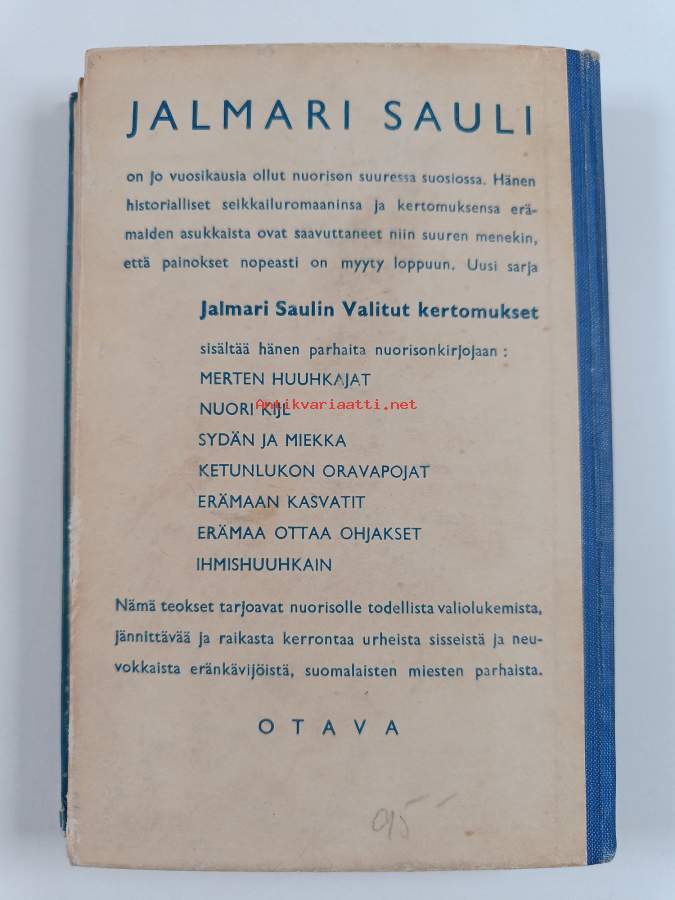 JALMARI SAULI
on jo vuosikausia ollut nuorison suuressa suosiossa. Hänen
historialliset seikkailuromaaninsa ja kertomuksensa erä-
maiden asukkaista ovat saavuttaneet niin suuren menekin,
että painokset nopeasti on myyty loppuun. Uusi sarja
Jalmari Saulin Valitut kertomukset
sisältää hänen parhaita nuorisonkirjojaan :
MERTEN HUUHKAJAT
Antikvariaatti.net
NUORI KIJL
SYDÄN JA MIEKKA
KETUNLUKON ORAVAPOJAT
ERÄMAAN KASVATIT
ERÄMAA OTTAA OHJAKSET
IHMISHUUHKAIN
Nämä teokset tarjoavat nuorisolle todellista valiolukemista,
jännittävää ja raikasta kerrontaa urheista sisseistä ja neu-
vokkaista eränkävijöistä, suomalaisten miesten parhaista.
OTAVA
95